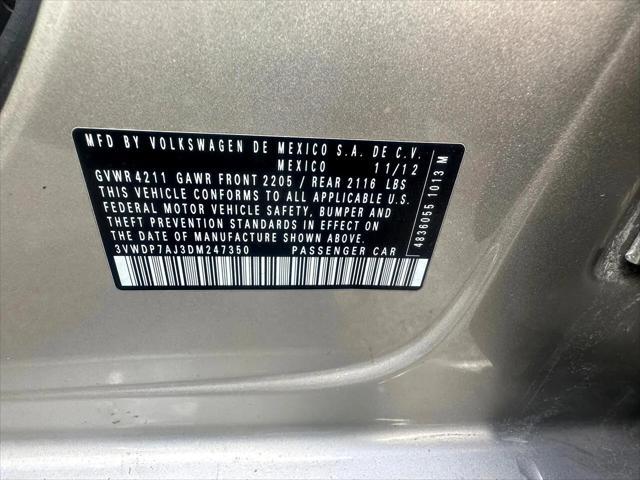 MFD BY VOLKSWAGEN DE MEXICO S.A. DE C.V.
MEXICO 11/12
GVWR 4211 GAWR FRONT 2205 / REAR 2116 LBS
THIS VEHICLE CONFORMS TO ALL APPLICABLE U.S.
FEDERAL MOTOR VEHICLE SAFETY, BUMPER AND
THEFT PREVENTION STANDARDS IN EFFECT ON
THE DATE OF MANUFACTURE SHOWN ABOVE.
3VWDP7AJ3DM247350 PASSENGER CAR
4836055 1013 M